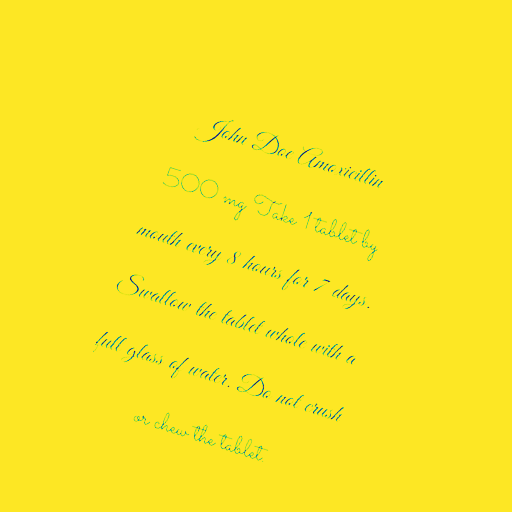 John Doe Amoxicillin
500 mg Take 1 tablet by
mouth every 8 hours for 7 days.
Swallow the tablet whole with a
full glass of water. Do not crush
or chew the tablet.